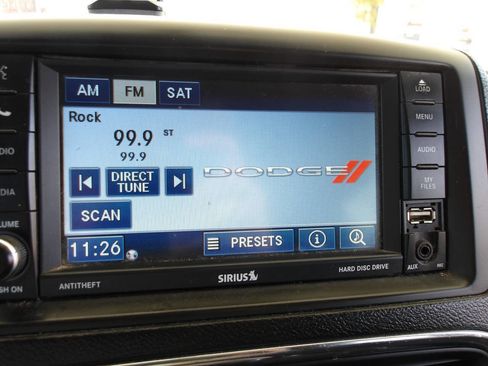 AM FM SAT
Rock
99.9 ST
99.9
DIRECT
TUNE
DODGE
SCAN
11:26
PRESETS
LOAD
MENU
AUDIO
MY
FILES
AUX
ANTITHEFT
SIRIUS
HARD DISC DRIVE